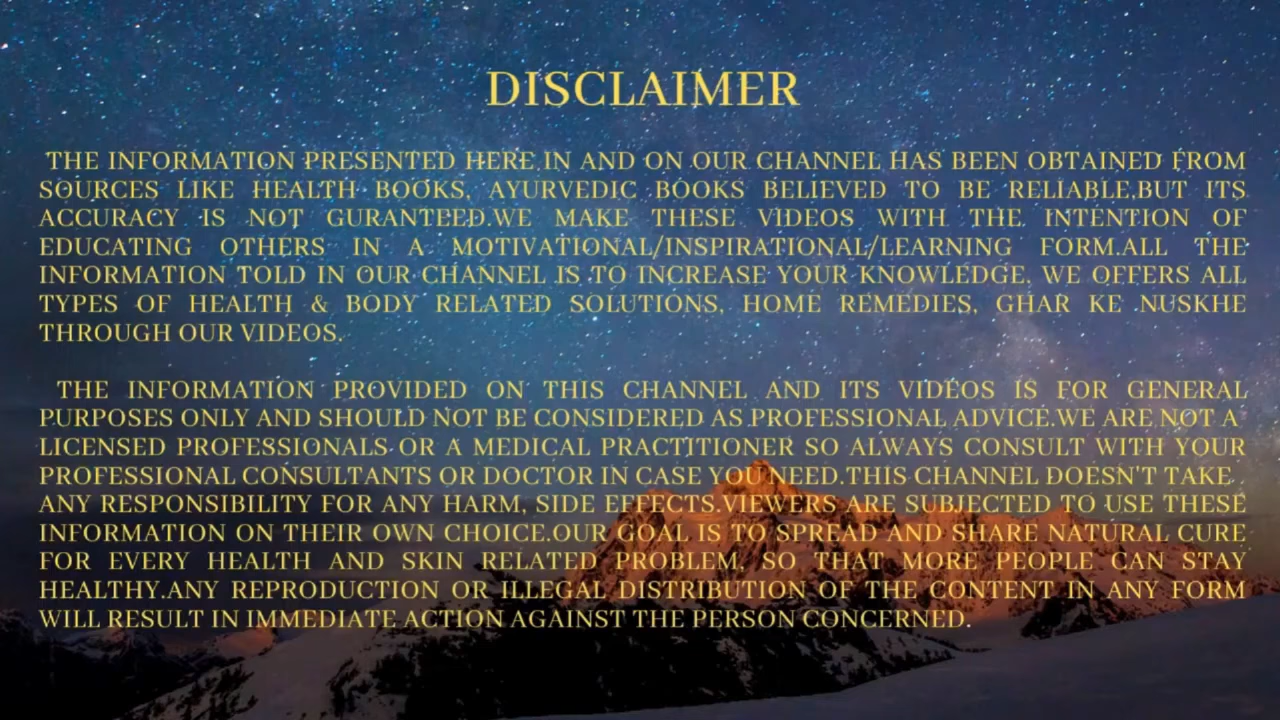 DISCLAIMER
THE INFORMATION PRESENTED HERE IN AND ON OUR CHANNEL HAS BEEN OBTAINED FROM
SOURCES LIKE HEALTH BOOKS, AYURVEDIC BOOKS BELIEVED TO BE RELIABLE.BUT ITS
ACCURACY IS NOT GURANTEED.WE MAKE THESE VIDEOS WITH THE INTENTION OF
EDUCATING OTHERS IN A MOTIVATIONAL/INSPIRATIONAL/LEARNING FORM.ALL THE
INFORMATION TOLD IN OUR CHANNEL IS TO INCREASE YOUR KNOWLEDGE. WE OFFERS ALL
TYPES OF HEALTH & BODY RELATED SOLUTIONS, HOME REMEDIES, GHAR KE NUSKHE
THROUGH OUR VIDEOS.
THE INFORMATION PROVIDED ON THIS CHANNEL AND ITS VIDEOS IS FOR GENERAL
PURPOSES ONLY AND SHOULD NOT BE CONSIDERED AS PROFESSIONAL ADVICE.WE ARE NOT A
LICENSED PROFESSIONALS OR A MEDICAL PRACTITIONER SO ALWAYS CONSULT WITH YOUR
PROFESSIONAL CONSULTANTS OR DOCTOR IN CASE YOU NEED.THIS CHANNEL DOESN'T TAKE
ANY RESPONSIBILITY FOR ANY HARM, SIDE EFFECTS.VIEWERS ARE SUBJECTED TO USE THESE
INFORMATION ON THEIR OWN CHOICE.OUR GOAL IS TO SPREAD AND SHARE NATURAL CURE
FOR EVERY HEALTH AND SKIN RELATED PROBLEM, SO THAT MORE PEOPLE CAN STAY
HEALTHY.ANY REPRODUCTION OR ILLEGAL DISTRIBUTION OF THE CONTENT IN ANY FORM
WILL RESULT IN IMMEDIATE ACTION AGAINST THE PERSON CONCERNED.